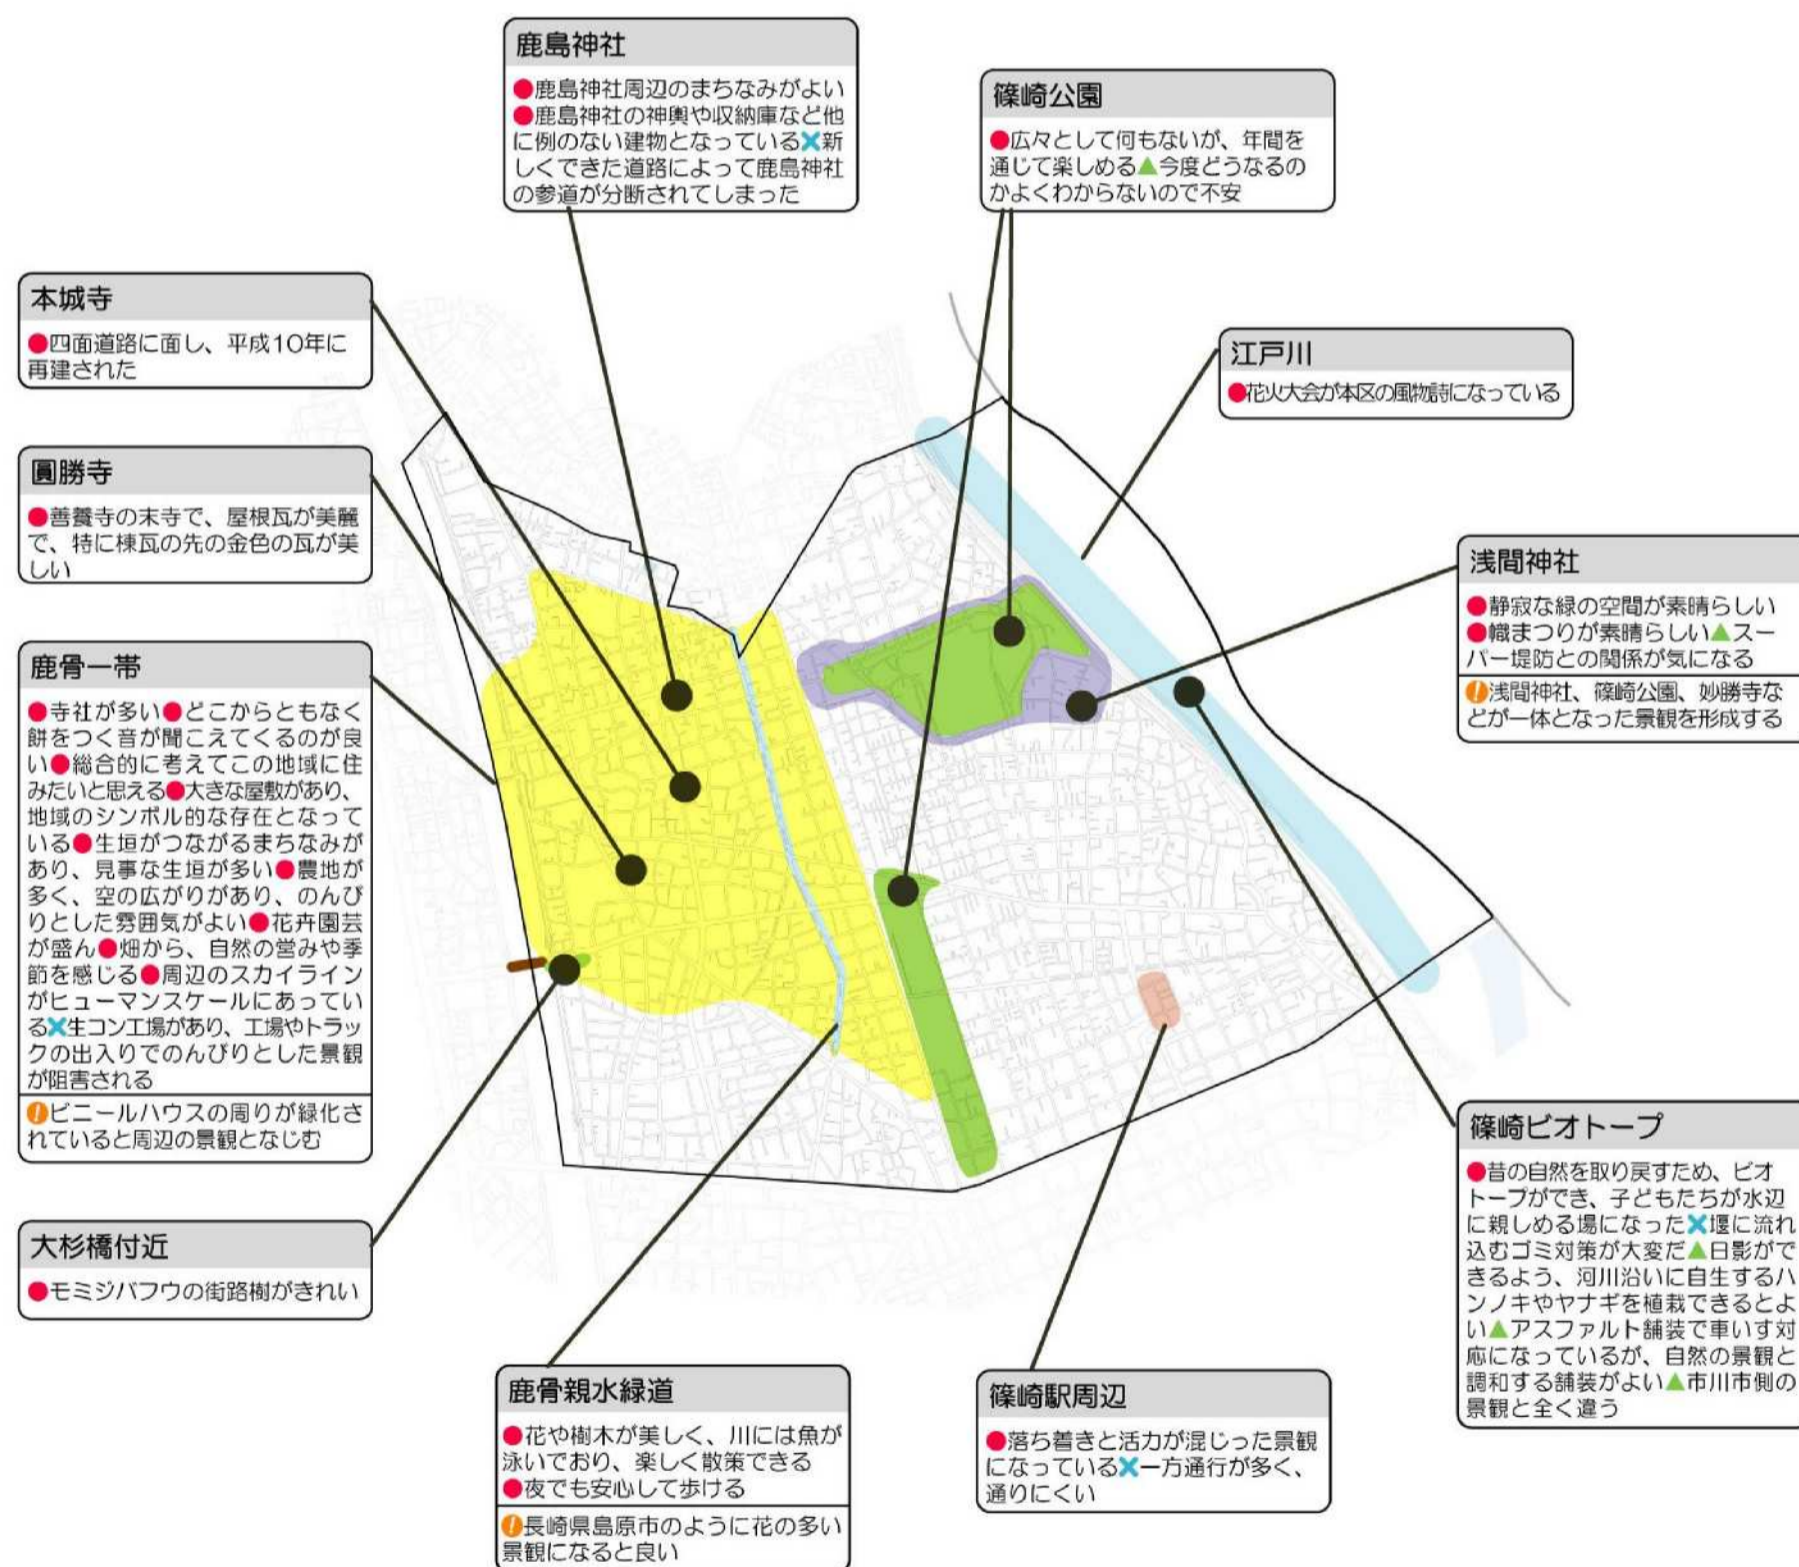 鹿島神社
●鹿島神社周辺のまちなみがよい
●鹿島神社の神輿や収納庫など他
に例のない建物となっている✖新
しくできた道路によって鹿島神社
の参道が分断されてしまった
篠崎公園
●広々として何もないが、年間を
通じて楽しめる▲今度どうなるの
かよくわからないので不安
本城寺
●四面道路に面し、平成10年に
再建された
江戸川
●花火大会が本区の風物詩になっている
圓勝寺
●善養寺の末寺で、屋根瓦が美麗
で、特に棟瓦の先の金色の瓦が美
しい
浅間神社
●静寂な緑の空間が素晴らしい
●幟まつりが素晴らしい▲スー
パー堤防との関係が気になる
!浅間神社、篠崎公園、妙勝寺な
どが一体となった景観を形成する
鹿骨一帯
●寺社が多い●どこからともなく
餅をつく音が聞こえてくるのが良
い●総合的に考えてこの地域に住
みたいと思える●大きな屋敷があり、
地域のシンボル的な存在となって
いる●生垣がつながるまちなみが
あり、見事な生垣が多い●農地が
多く、空の広がりがあり、のんび
りとした雰囲気がよい●花卉園芸
が盛ん●畑から、自然の営みや季
節を感じる●周辺のスカイライン
がヒューマンスケールにあってい
る✖生コン工場があり、工場やトラッ
クの出入りでのんびりとした景観
が阻害される
!ビニールハウスの周りが緑化さ
れていると周辺の景観となじむ
篠崎ビオトープ
●昔の自然を取り戻すため、ビオ
トープができ、子どもたちが水辺
に親しめる場になった✖堰に流れ
込むゴミ対策が大変だ▲日影がで
きるよう、河川沿いに自生するハ
ンノキやヤナギを植栽できるとよ
い▲アスファルト舗装で車いす対
応になっているが、自然の景観と
調和する舗装がよい▲市川市側の
景観と全く違う
大杉橋付近
●モミジバフウの街路樹がきれい
鹿骨親水緑道
●花や樹木が美しく、川には魚が
泳いでおり、楽しく散策できる
●夜でも安心して歩ける
!長崎県島原市のように花の多い
景観になると良い
篠崎駅周辺
●落ち着きと活力が混じった景観
になっている✖一方通行が多く、
通りにくい